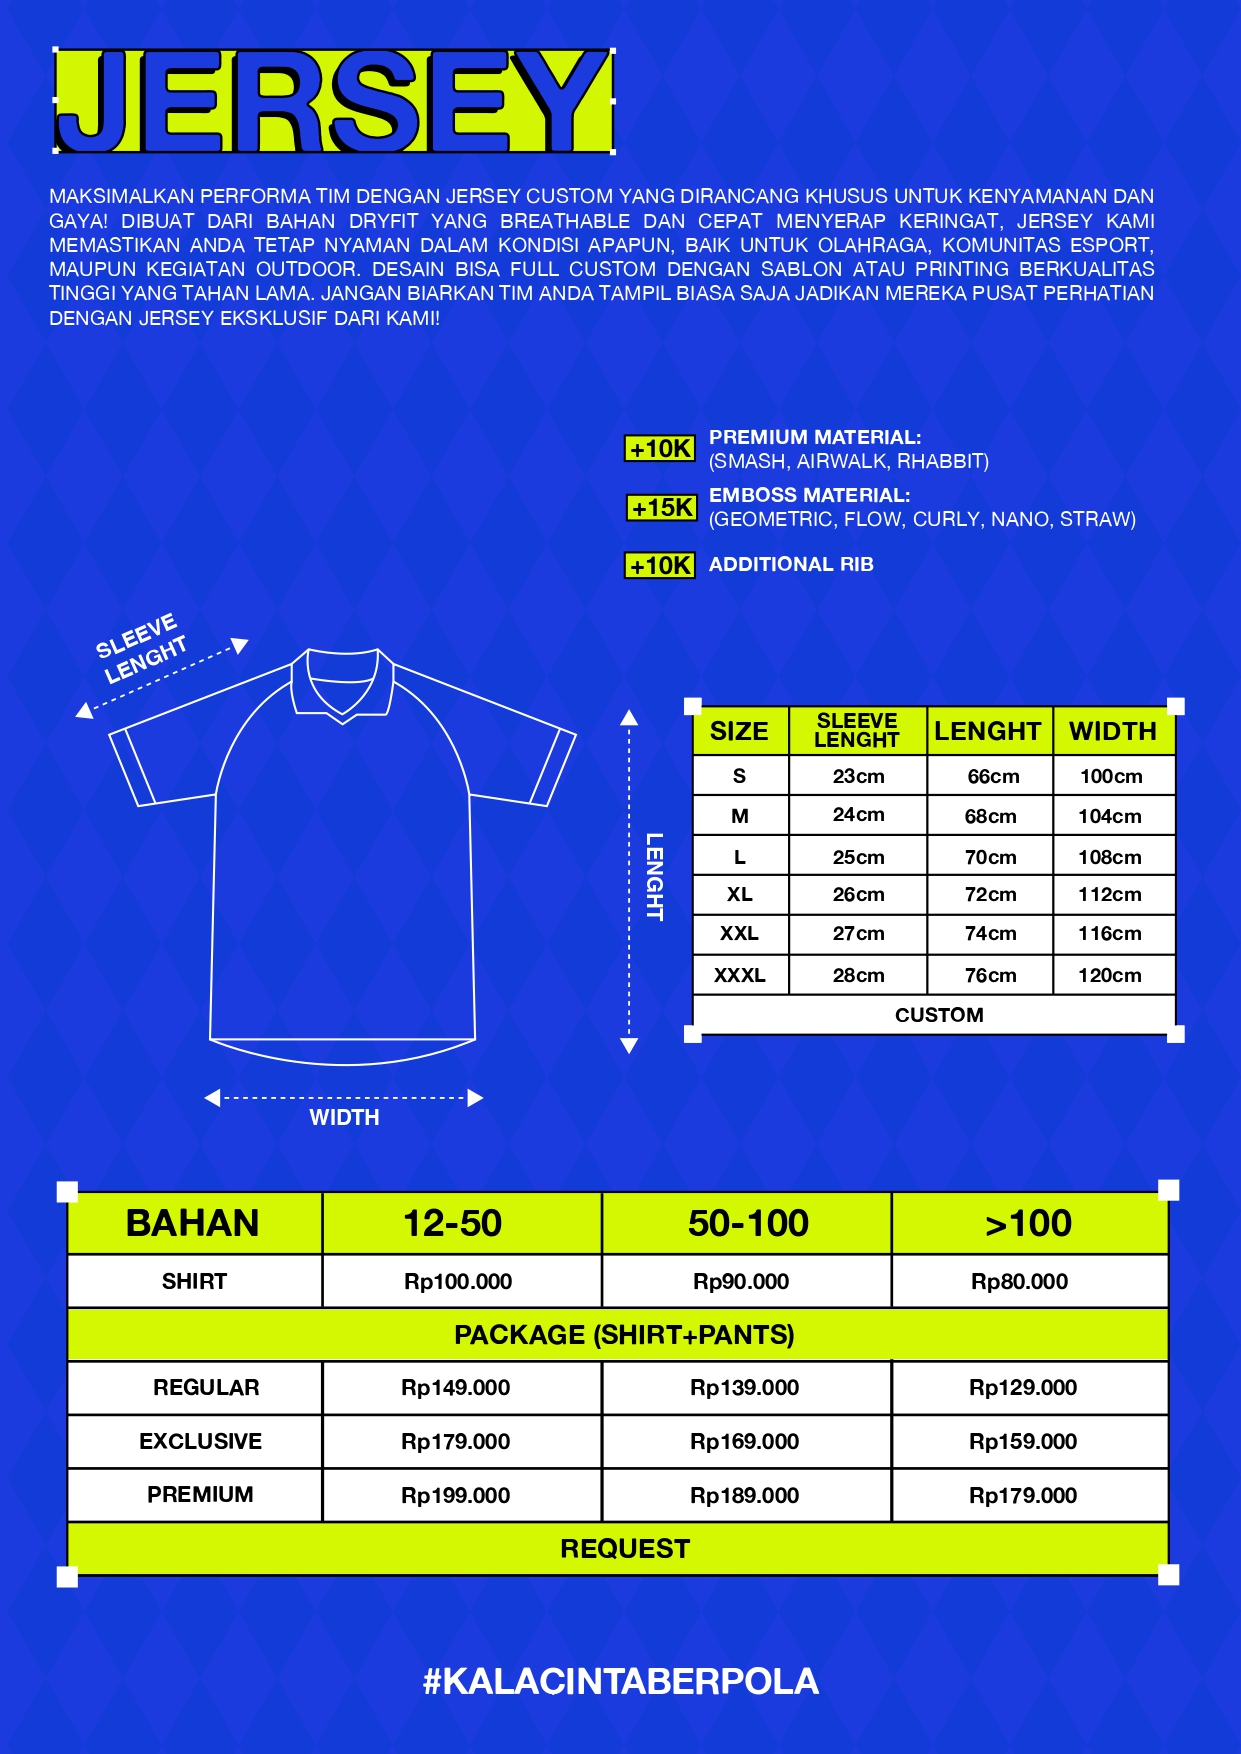 JERSEY
MAKSIMALKAN PERFORMA TIM DENGAN JERSEY CUSTOM YANG DIRANCANG KHUSUS UNTUK KENYAMANAN DAN
GAYA! DIBUAT DARI BAHAN DRYFIT YANG BREATHABLE DAN CEPAT MENYERAP KERINGAT, JERSEY KAMI
MEMASTIKAN ANDA TETAP NYAMAN DALAM KONDISI APAPUN, BAIK UNTUK OLAHRAGA, KOMUNITAS ESPORT,
MAUPUN KEGIATAN OUTDOOR. DESAIN BISA FULL CUSTOM DENGAN SABLON ATAU PRINTING BERKUALITAS
TINGGI YANG TAHAN LAMA. JANGAN BIARKAN TIM ANDA TAMPIL BIASA SAJA JADIKAN MEREKA PUSAT PERHATIAN
DENGAN JERSEY EKSKLUSIF DARI KAMI!
+10K PREMIUM MATERIAL:
(SMASH, AIRWALK, RHABBIT)
+15K EMBOSS MATERIAL:
(GEOMETRIC, FLOW, CURLY, NANO, STRAW)
+10K ADDITIONAL RIB
SLEEVE
LENGHT
LENGHT
WIDTH
SIZE SLEEVE LENGHT LENGHT WIDTH
S 23cm 66cm 100cm
M 24cm 68cm 104cm
L 25cm 70cm 108cm
XL 26cm 72cm 112cm
XXL 27cm 74cm 116cm
XXXL 28cm 76cm 120cm
CUSTOM
BAHAN 12-50 50-100 >100
SHIRT Rp100.000 Rp90.000 Rp80.000
PACKAGE (SHIRT+PANTS)
REGULAR Rp149.000 Rp139.000 Rp129.000
EXCLUSIVE Rp179.000 Rp169.000 Rp159.000
PREMIUM Rp199.000 Rp189.000 Rp179.000
REQUEST
#KALACINTABERPOLA